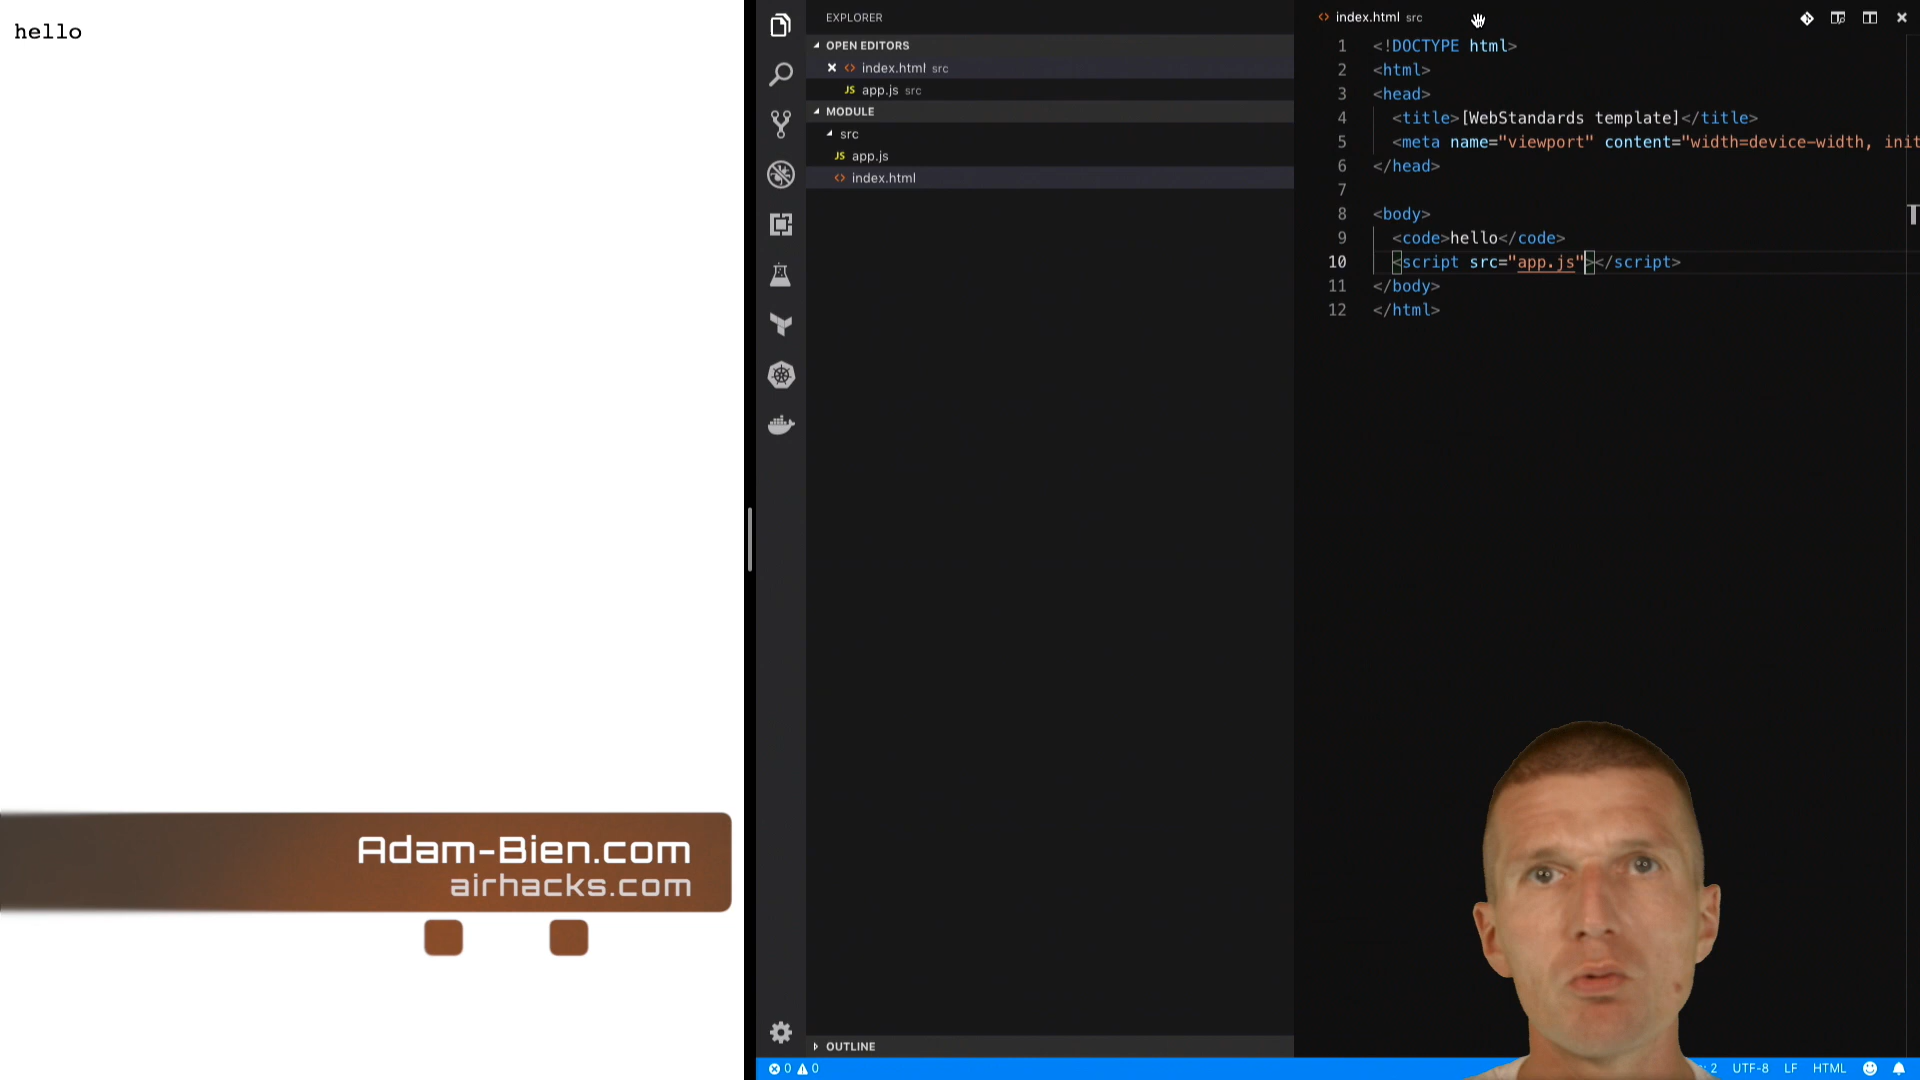 hello
Adam-Bien.com
airhacks.com
EXPLORER
OPEN EDITORS
index.html src
JS app.js src
MODULE
src
JS app.js
index.html
OUTLINE
0 0
index.html src
1 <!DOCTYPE html>
2 <html>
3 <head>
4 <title>[WebStandards template]</title>
5 <meta name="viewport" content="width=device-width, init
6 </head>
7
8 <body>
9 <code>hello</code>
10 <script src="app.js"></script>
11 </body>
12 </html>
: 2 UTF-8 LF HTML